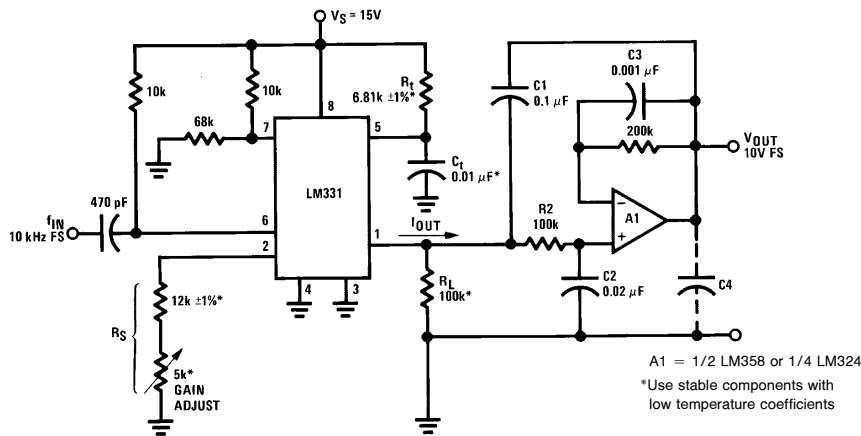 V_S = 15V
10k
10k
R_t
6.81k ±1%*
C1
0.1 μF
C3
0.001 μF
8
68k
7
5
200k
V_OUT
10V FS
C_t
0.01 μF*
470 pF
LM331
f_IN
10 kHz FS
6
2
1
I_OUT
R2
100k
−
A1
+
4
3
R_L
100k*
C2
0.02 μF
C4
12k ±1%*
R_S
5k*
GAIN
ADJUST
A1 = 1/2 LM358 or 1/4 LM324
*Use stable components with
low temperature coefficients